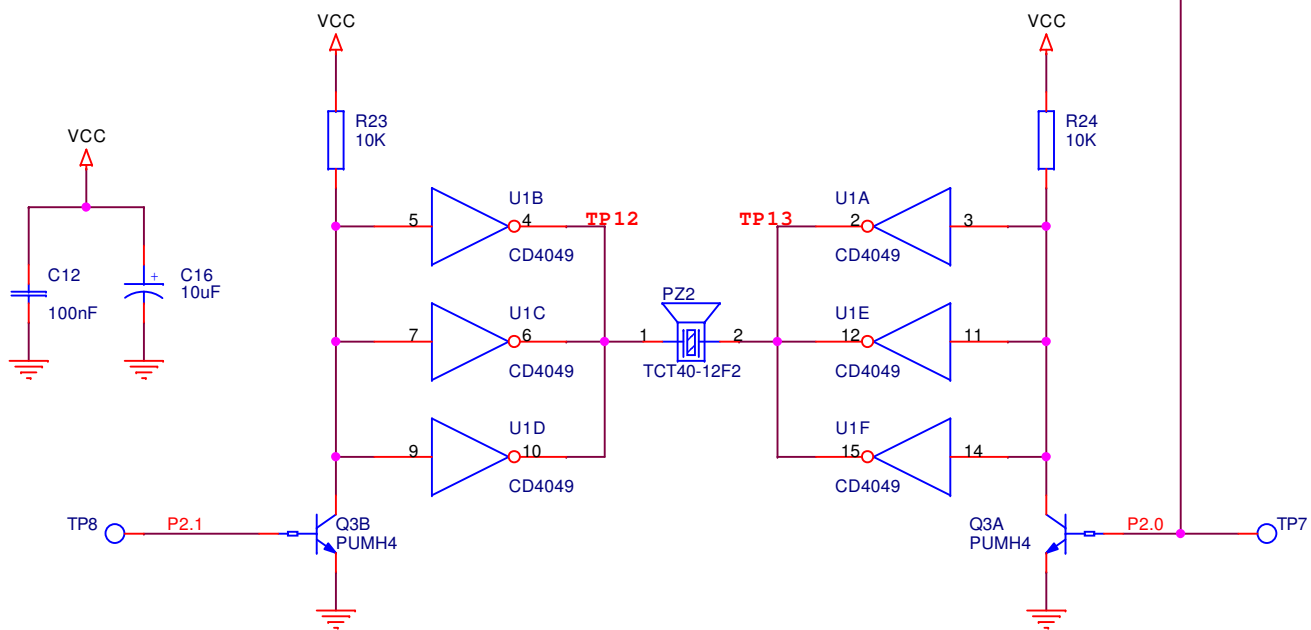 VCC
VCC
R23
10K
R24
10K
VCC
U1B
5
4
TP12
CD4049
U1A
TP13
2
3
CD4049
C12
100nF
+
C16
10uF
U1C
7
6
CD4049
PZ2
1
2
TCT40-12F2
U1E
12
11
CD4049
U1D
9
10
CD4049
U1F
15
14
CD4049
TP8
P2.1
Q3B
PUMH4
Q3A
PUMH4
P2.0
TP7